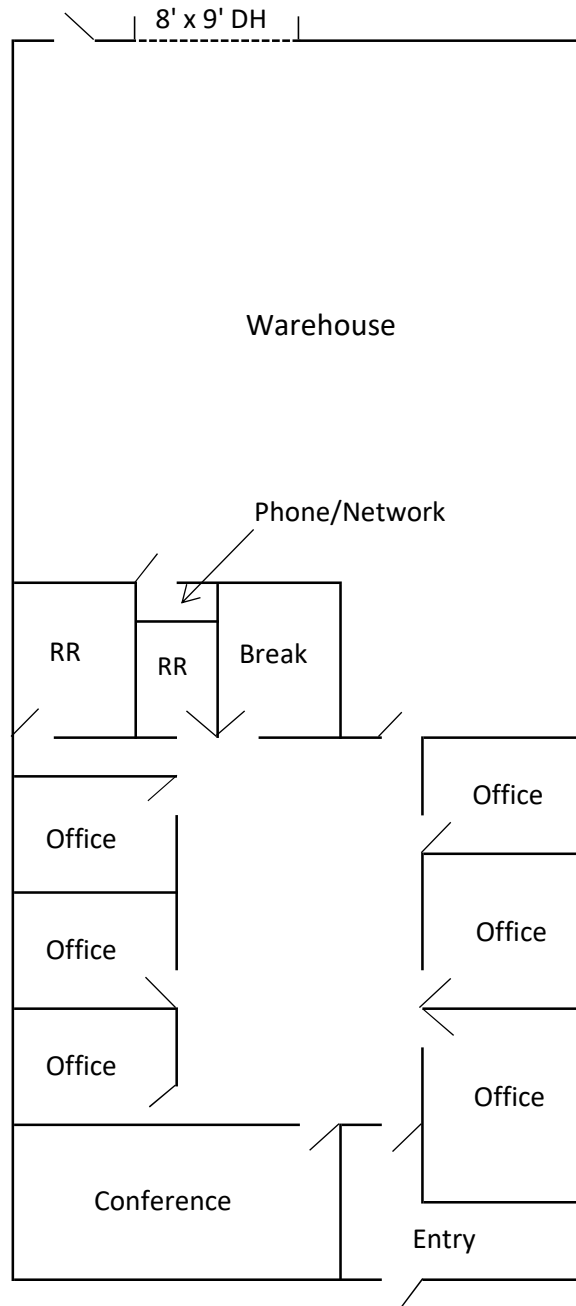 8' x 9' DH
Warehouse
Phone/Network
RR
RR
Break
Office
Office
Office
Office
Office
Office
Conference
Entry